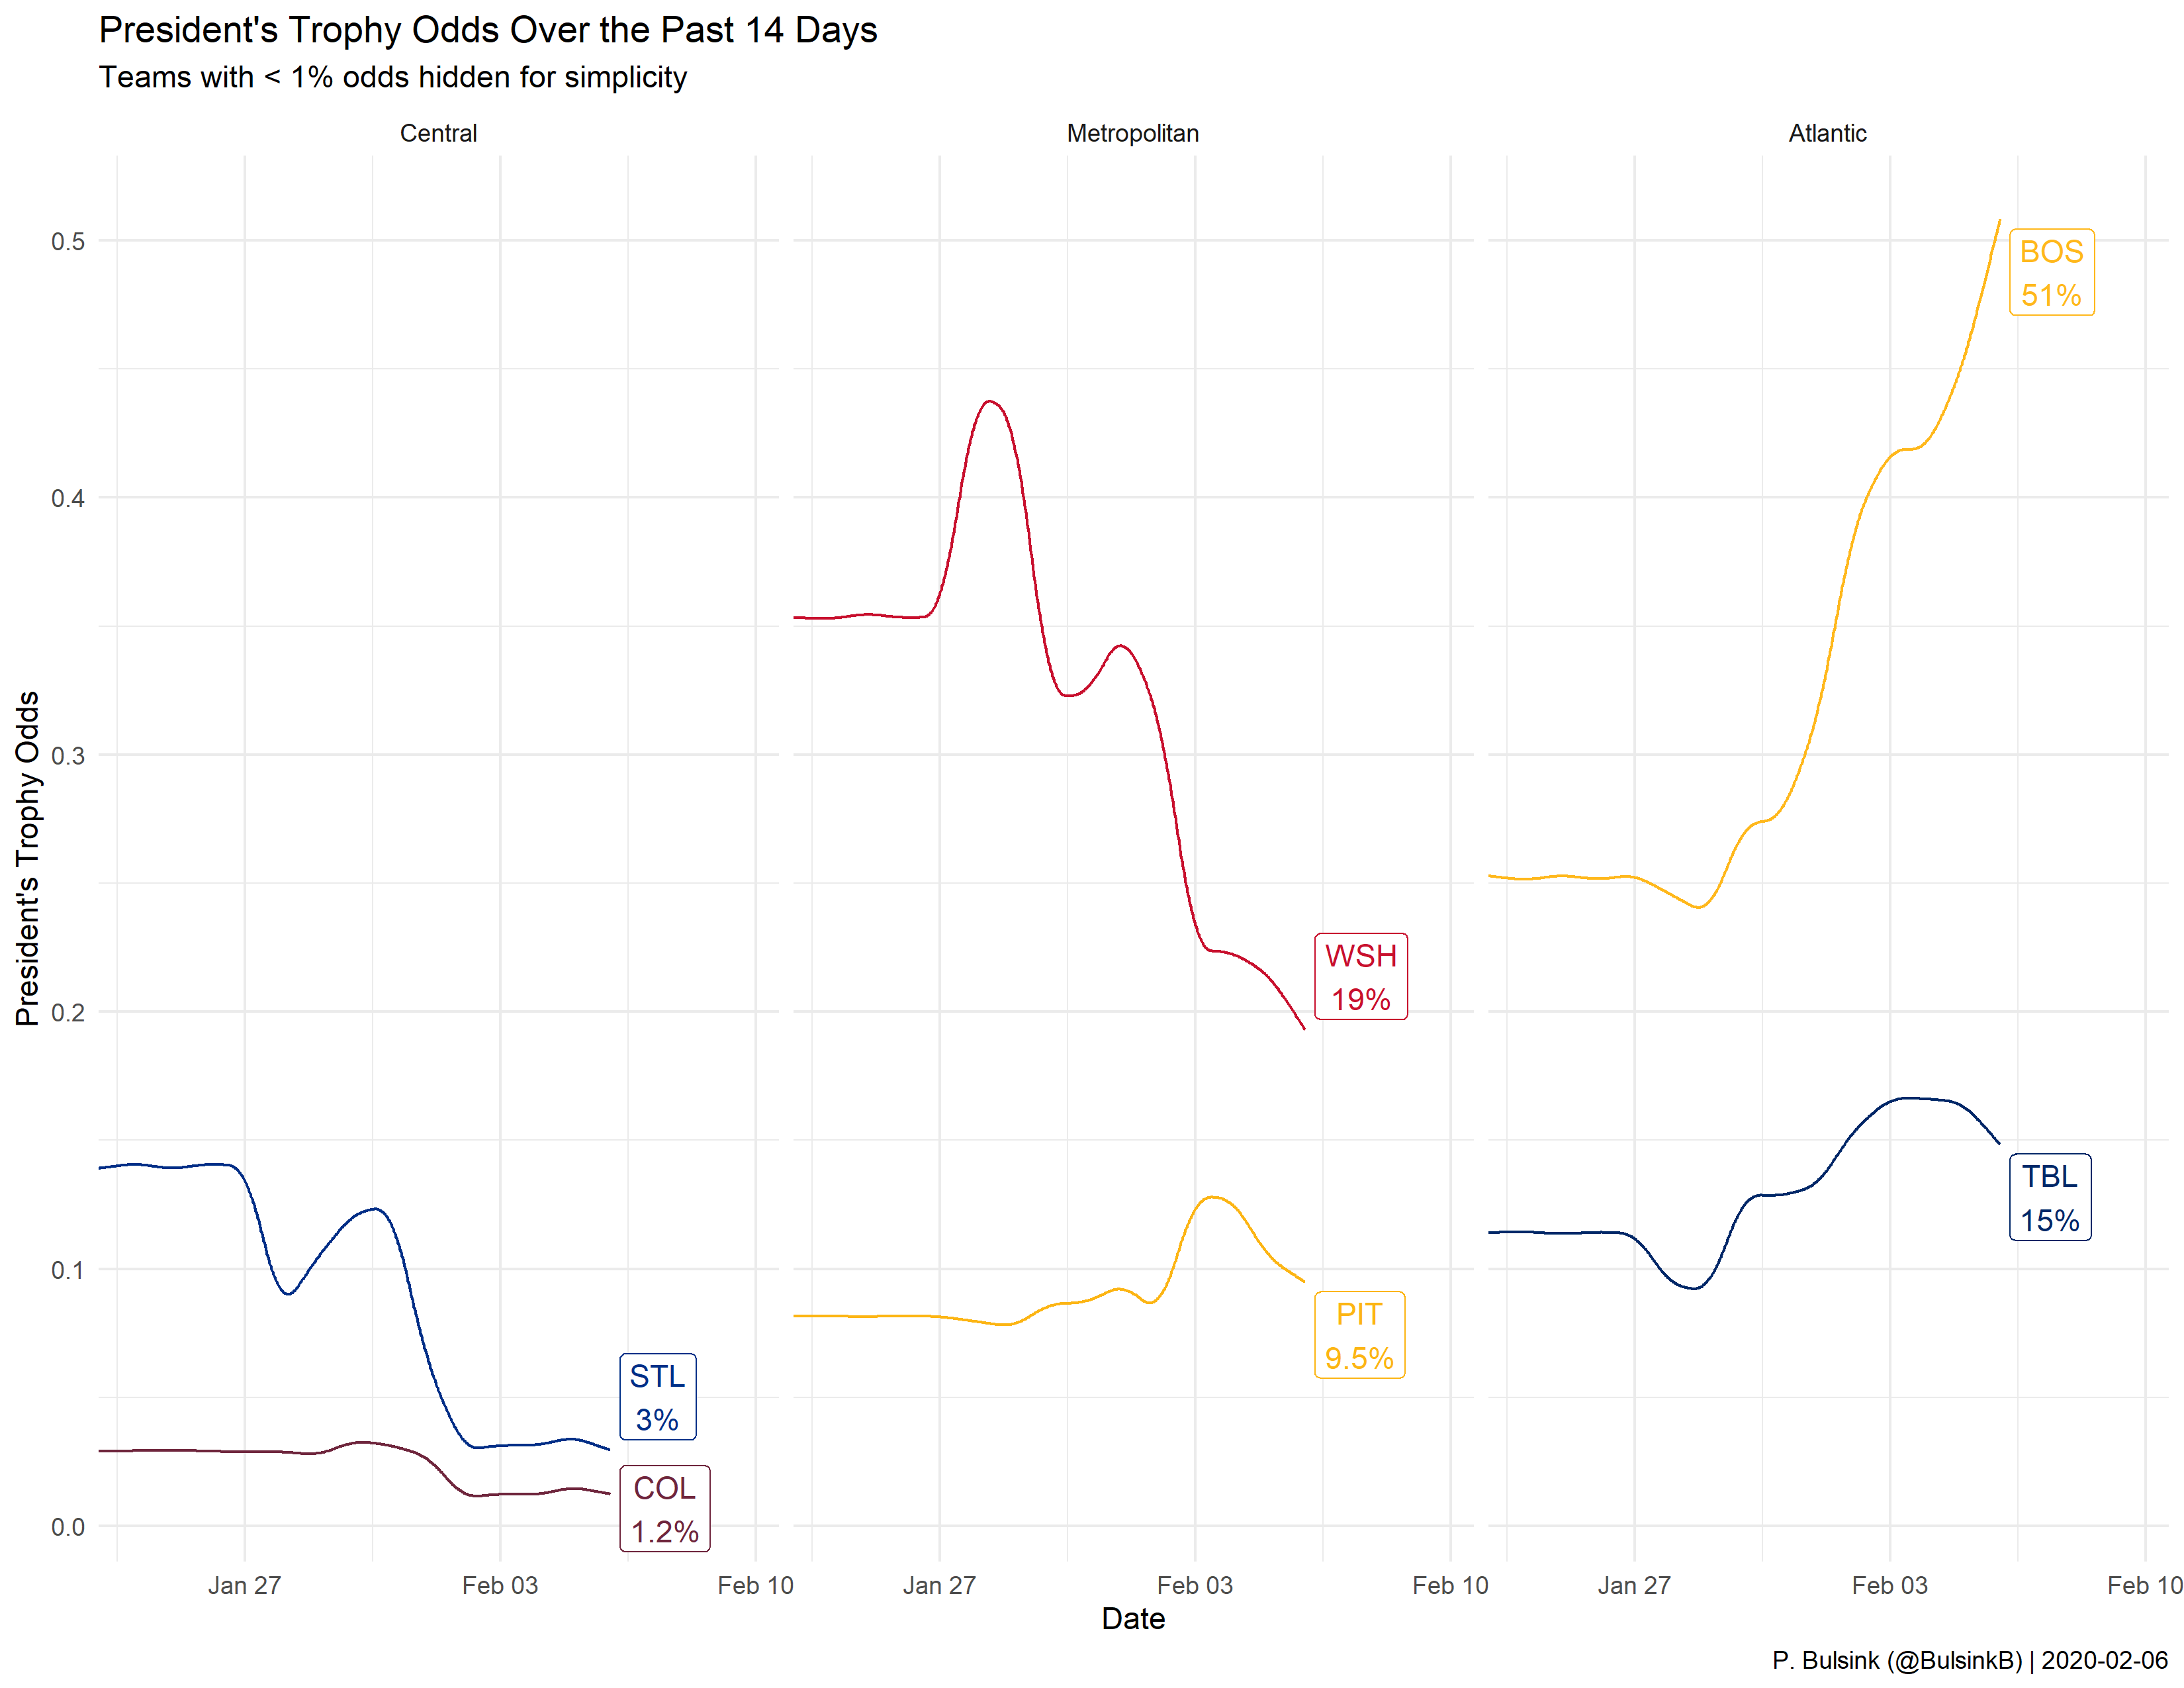 President's Trophy Odds Over the Past 14 Days
Teams with < 1% odds hidden for simplicity
Central
Metropolitan
Atlantic
President's Trophy Odds
0.5
0.4
0.3
0.2
0.1
0.0
STL
3%
COL
1.2%
WSH
19%
PIT
9.5%
BOS
51%
TBL
15%
Jan 27
Feb 03
Feb 10
Jan 27
Feb 03
Feb 10
Jan 27
Feb 03
Feb 10
Date
P. Bulsink (@BulsinkB) | 2020-02-06